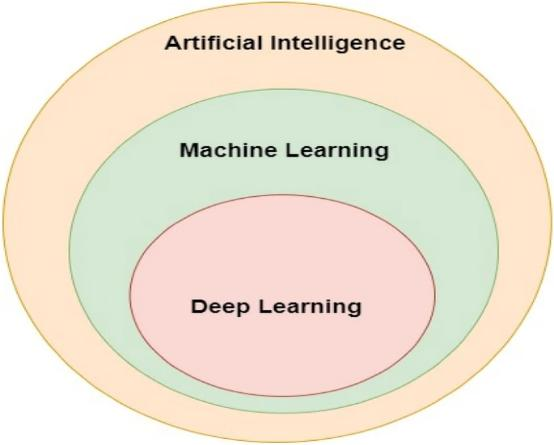 Artificial Intelligence
Machine Learning
Deep Learning